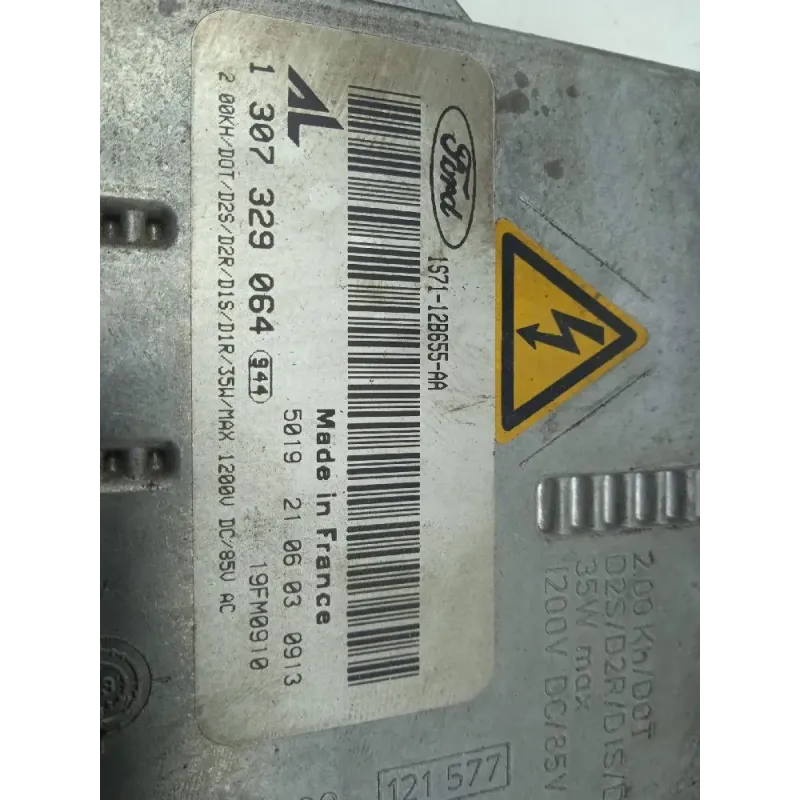 Ford
1S71-12B655-AA
AL
Made in France
5019 21 06 03 0913
1 307 329 064 944
19FM0910
2.00KH/DOT/D2S/D2R/D1S/D1R/35W/MAX 1200V DC/85V AC
2.00 Kh/DOT
D2S/D2R/D1S/D
35W max
1200V DC/85V
121 577